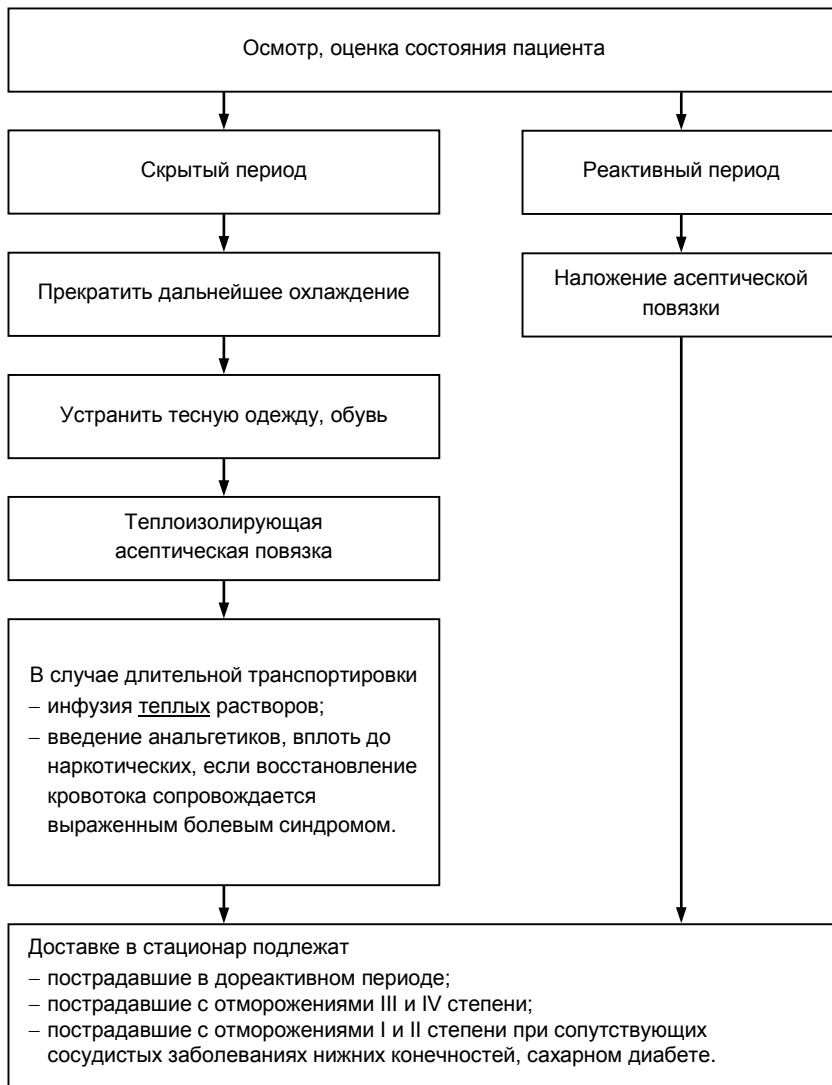 Осмотр, оценка состояния пациента
Скрытый период
Реактивный период
Прекратить дальнейшее охлаждение
Наложение асептической
повязки
Устранить тесную одежду, обувь
Теплоизолирующая
асептическая повязка
В случае длительной транспортировки
– инфузия теплых растворов;
– введение анальгетиков, вплоть до
наркотических, если восстановление
кровотока сопровождается
выраженным болевым синдромом.
Доставке в стационар подлежат
– пострадавшие в дореактивном периоде;
– пострадавшие с отморожениями III и IV степени;
– пострадавшие с отморожениями I и II степени при сопутствующих
сосудистых заболеваниях нижних конечностей, сахарном диабете.